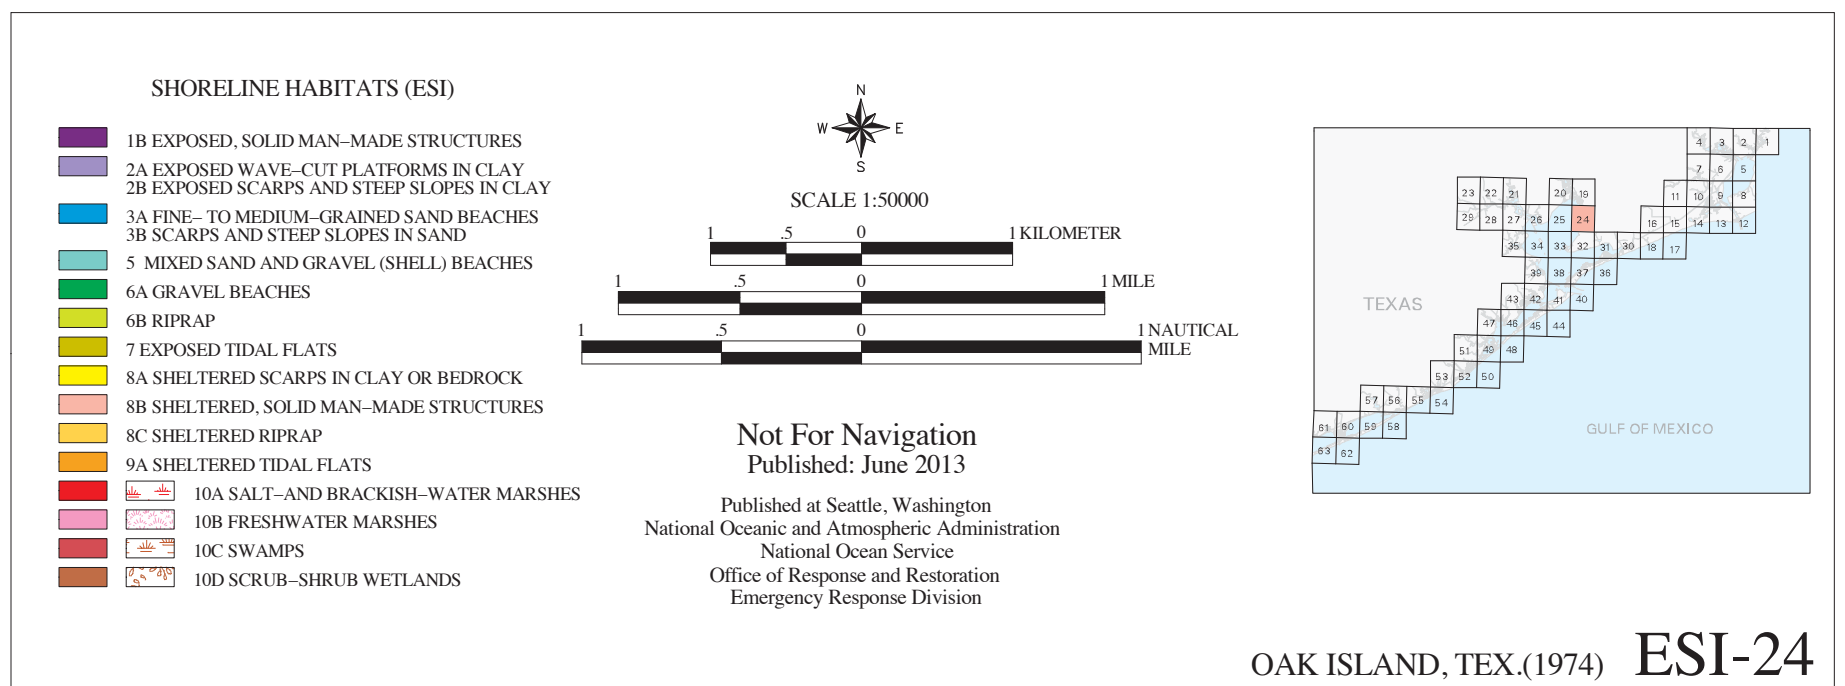 SHORELINE HABITATS (ESI)
1B EXPOSED, SOLID MAN–MADE STRUCTURES
2A EXPOSED WAVE–CUT PLATFORMS IN CLAY
2B EXPOSED SCARPS AND STEEP SLOPES IN CLAY
3A FINE– TO MEDIUM–GRAINED SAND BEACHES
3B SCARPS AND STEEP SLOPES IN SAND
5 MIXED SAND AND GRAVEL (SHELL) BEACHES
6A GRAVEL BEACHES
6B RIPRAP
7 EXPOSED TIDAL FLATS
8A SHELTERED SCARPS IN CLAY OR BEDROCK
8B SHELTERED, SOLID MAN–MADE STRUCTURES
8C SHELTERED RIPRAP
9A SHELTERED TIDAL FLATS
10A SALT–AND BRACKISH–WATER MARSHES
10B FRESHWATER MARSHES
10C SWAMPS
10D SCRUB–SHRUB WETLANDS
N
W E
S
SCALE 1:50000
1 .5 0 1 KILOMETER
1 .5 0 1 MILE
1 .5 0 1 NAUTICAL
MILE
Not For Navigation
Published: June 2013
Published at Seattle, Washington
National Oceanic and Atmospheric Administration
National Ocean Service
Office of Response and Restoration
Emergency Response Division
4 3 2 1
7 6 5
23 22 21 20 19 11 10 9 8
29 28 27 26 25 24 16 15 14 13 12
35 34 33 32 31 30 18 17
39 38 37 36
TEXAS
43 42 41 40
47 46 45 44
51 49 48
53 52 50
57 56 55 54
61 60 59 58
GULF OF MEXICO
63 62
OAK ISLAND, TEX.(1974) ESI-24